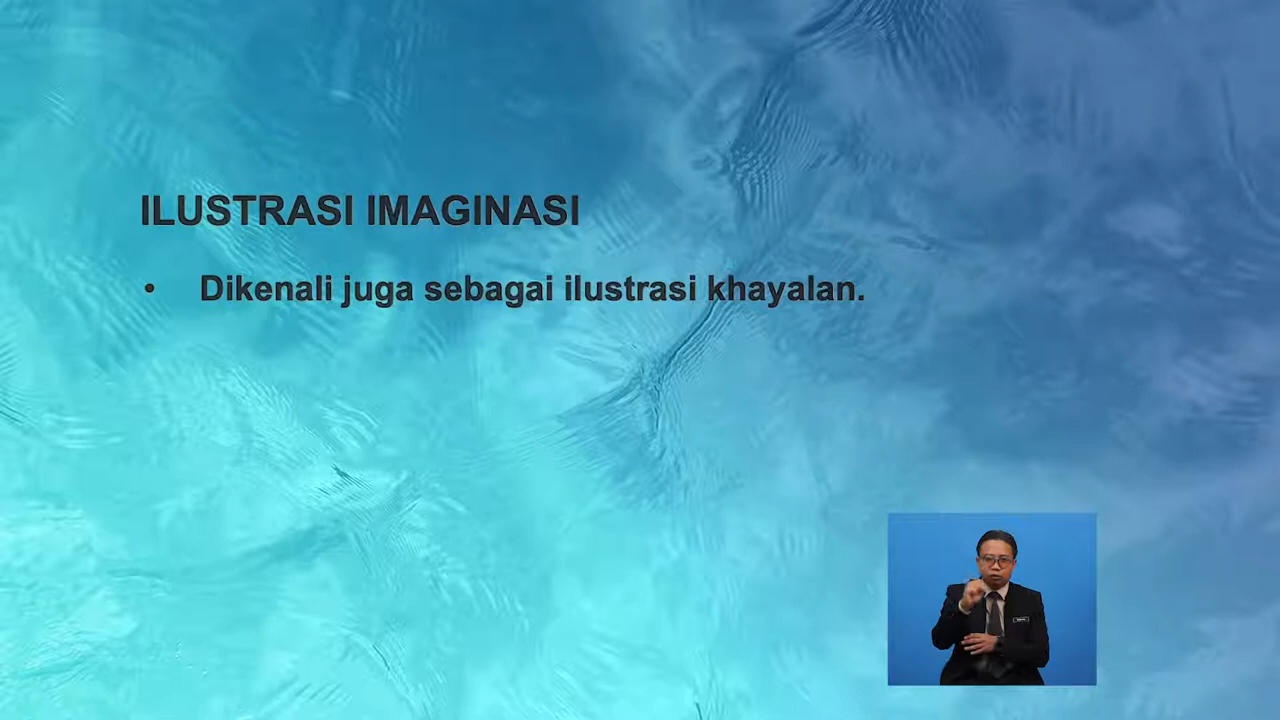 ILUSTRASI IMAGINASI
• Dikenali juga sebagai ilustrasi khayalan.